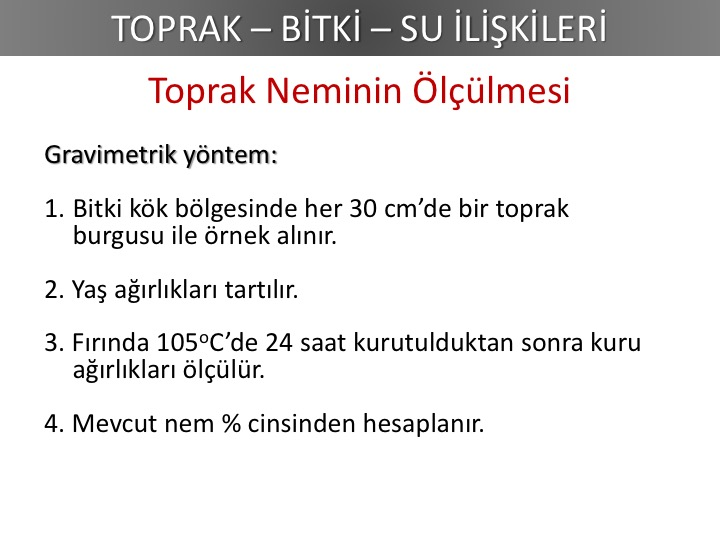 TOPRAK – BİTKİ – SU İLİŞKİLERİ
Toprak Neminin Ölçülmesi
Gravimetrik yöntem:
1. Bitki kök bölgesinde her 30 cm’de bir toprak
burgusu ile örnek alınır.
2. Yaş ağırlıkları tartılır.
3. Fırında 105ᵒC’de 24 saat kurutulduktan sonra kuru
ağırlıkları ölçülür.
4. Mevcut nem % cinsinden hesaplanır.